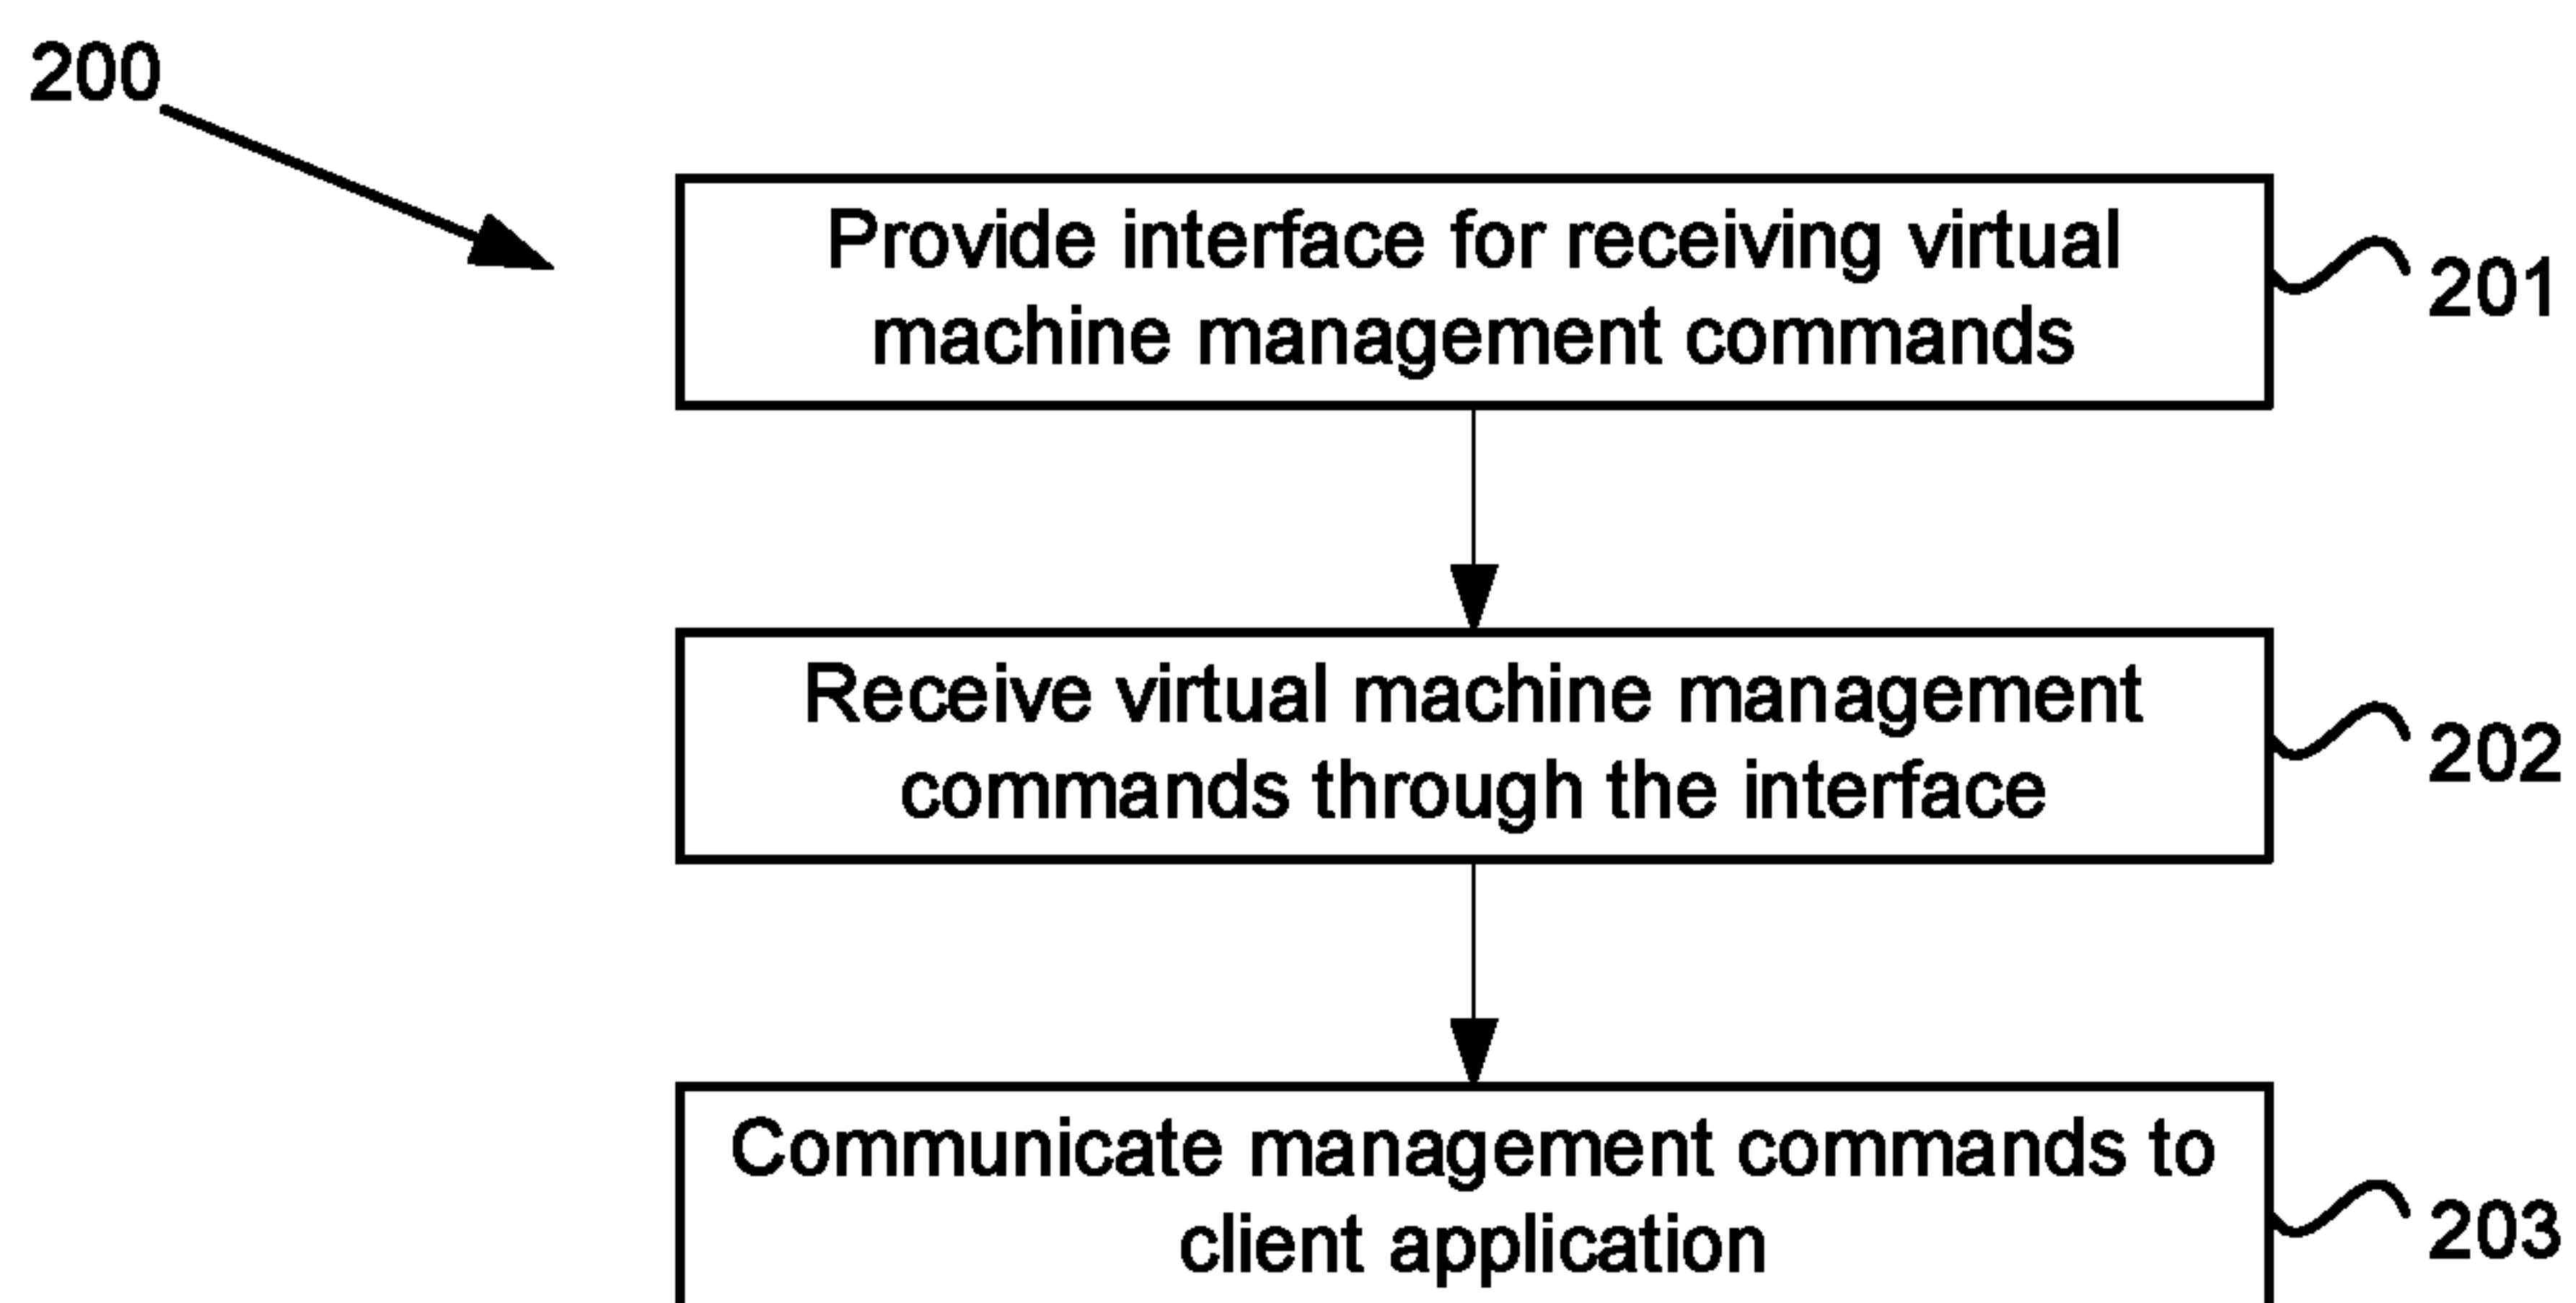 200
Provide interface for receiving virtual
machine management commands
201
Receive virtual machine management
commands through the interface
202
Communicate management commands to
client application
203